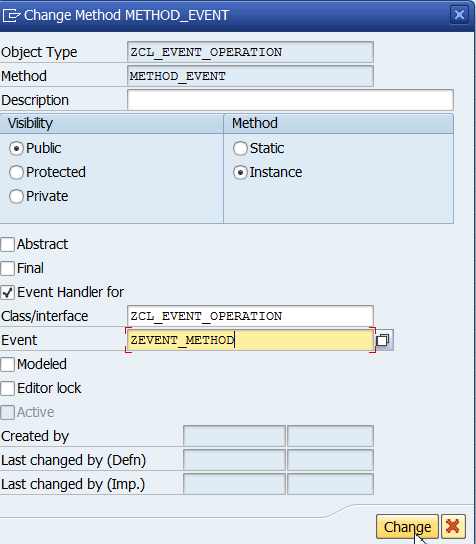 Change Method METHOD_EVENT
Object Type ZCL_EVENT_OPERATION
Method METHOD_EVENT
Description
Visibility Method
Public Static
Protected Instance
Private
Abstract
Final
Event Handler for
Class/interface ZCL_EVENT_OPERATION
Event ZEVENT_METHOD
Modeled
Editor lock
Active
Created by
Last changed by (Defn)
Last changed by (Imp.)
Change